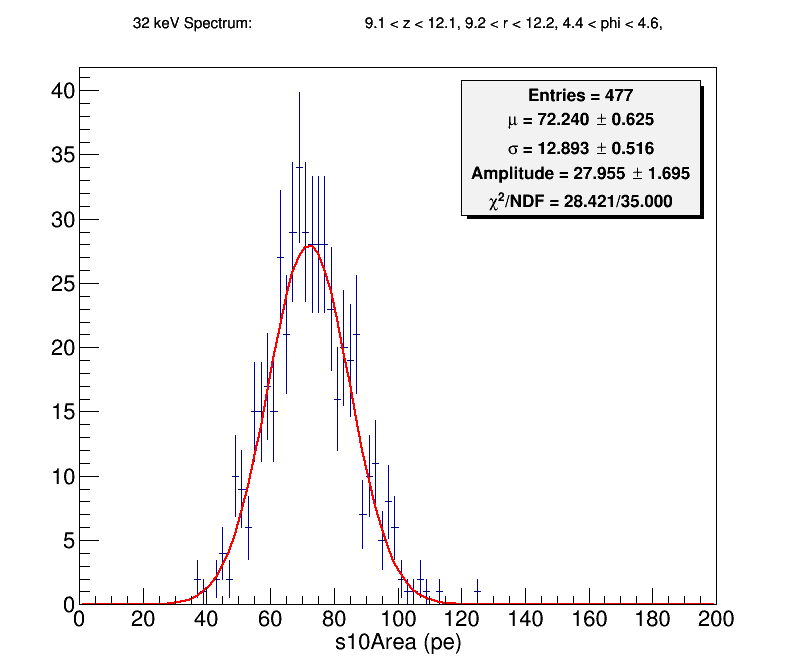 32 keV Spectrum: 9.1 < z < 12.1, 9.2 < r < 12.2, 4.4 < phi < 4.6,
Entries = 477
μ = 72.240 ± 0.625
σ = 12.893 ± 0.516
Amplitude = 27.955 ± 1.695
χ²/NDF = 28.421/35.000
40
35
30
25
20
15
10
5
0
0 20 40 60 80 100 120 140 160 180 200
s10Area (pe)